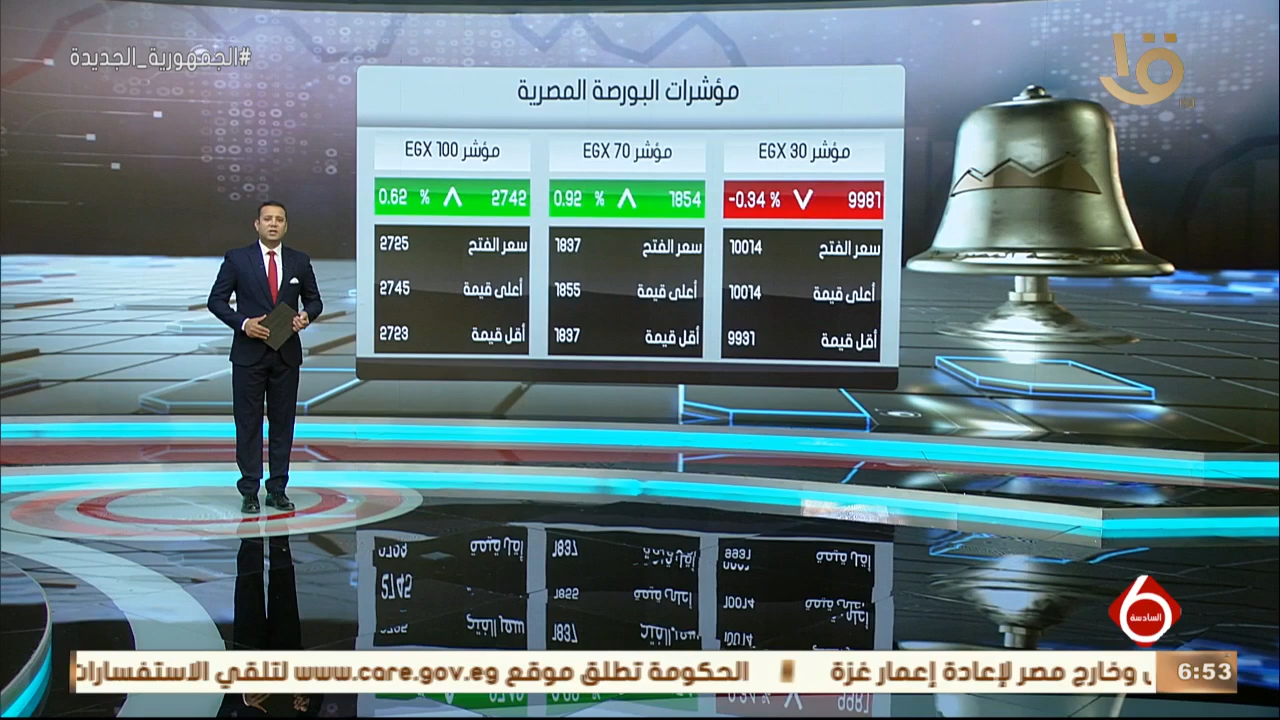 #الجمهورية_الجديدة
مؤشرات البورصة المصرية
مؤشر EGX 30
9981 -0.34 %
سعر الفتح 10014
أعلى قيمة 10014
أقل قيمة 9931
مؤشر EGX 70
1854 0.92 %
سعر الفتح 1837
أعلى قيمة 1855
أقل قيمة 1837
مؤشر EGX 100
2742 0.62 %
سعر الفتح 2725
أعلى قيمة 2745
أقل قيمة 2723
السادسة
6:53
وخارج مصر لإعادة إعمار غزة
الحكومة تطلق موقع www.care.gov.eg لتلقي الاستفسارات